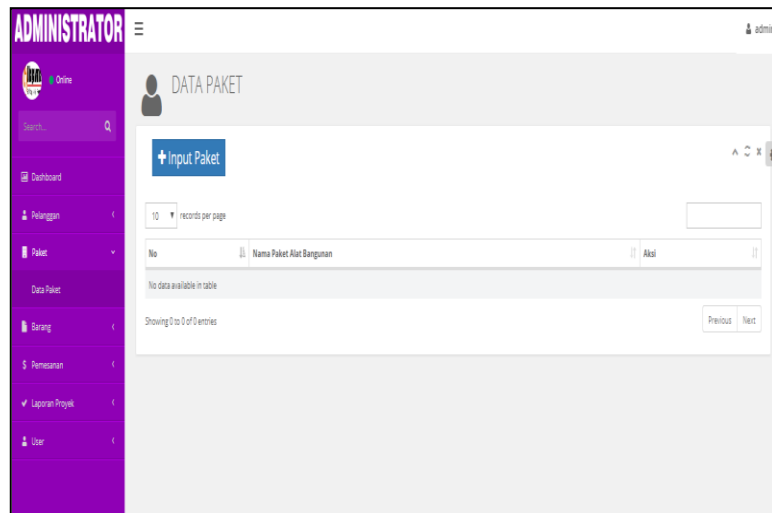 ADMINISTRATOR
admin
Online
Search...
DATA PAKET
Input Paket
Dashboard
Pelanggan
Paket
Data Paket
Barang
$ Pemesanan
Laporan Proyek
User
10 records per page
No Nama Paket Alat Bangunan Aksi
No data available in table
Showing 0 to 0 of 0 entries
Previous Next